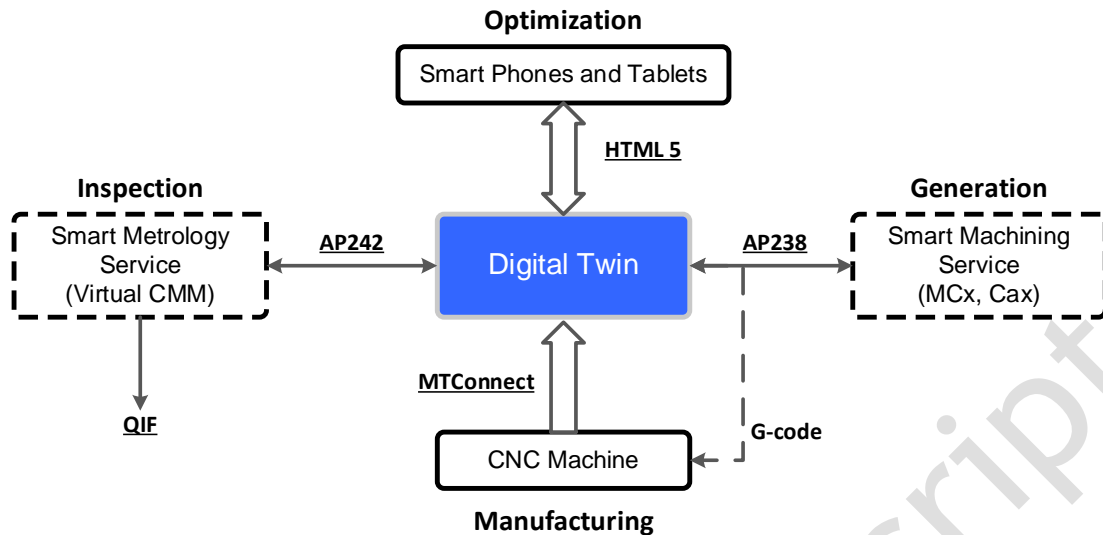 Optimization
Smart Phones and Tablets
HTML 5
Inspection
Smart Metrology
Service
(Virtual CMM)
AP242
Digital Twin
AP238
Generation
Smart Machining
Service
(MCx, Cax)
MTConnect
QIF
G-code
CNC Machine
Manufacturing
script